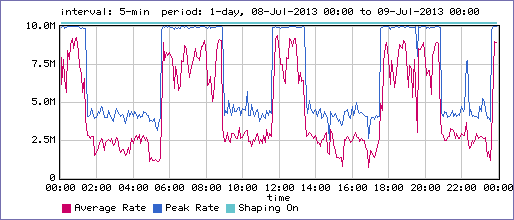 interval: 5-min period: 1-day, 08-Jul-2013 00:00 to 09-Jul-2013 00:00
10.0M
7.5M
5.0M
2.5M
00:00 02:00 04:00 06:00 08:00 10:00 12:00 14:00 16:00 18:00 20:00 22:00 00:00
time
Average Rate Peak Rate Shaping On